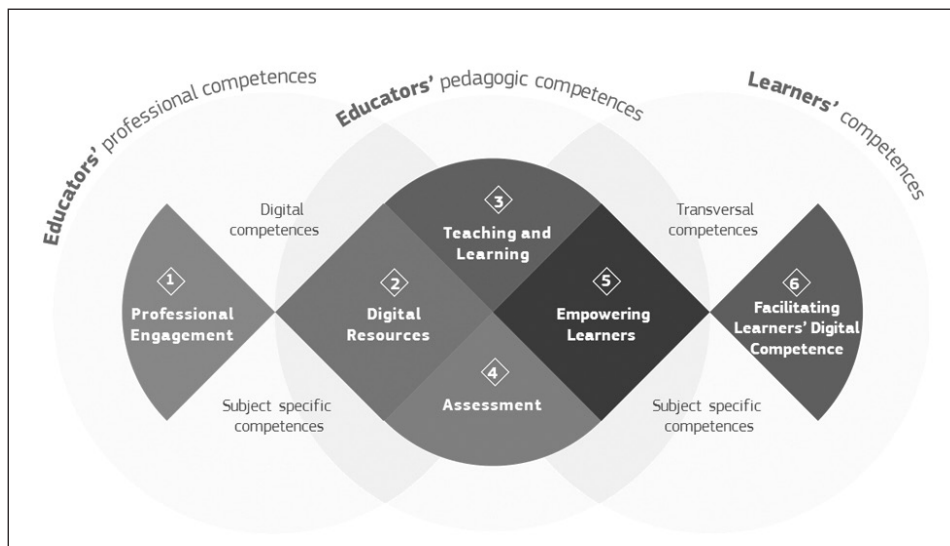 Educators' professional competences
Educators' pedagogic competences
Learners' competences
Digital
competences
Transversal
competences
1
Professional
Engagement
2
Digital
Resources
3
Teaching and
Learning
4
Assessment
5
Empowering
Learners
6
Facilitating
Learners' Digital
Competence
Subject specific
competences
Subject specific
competences